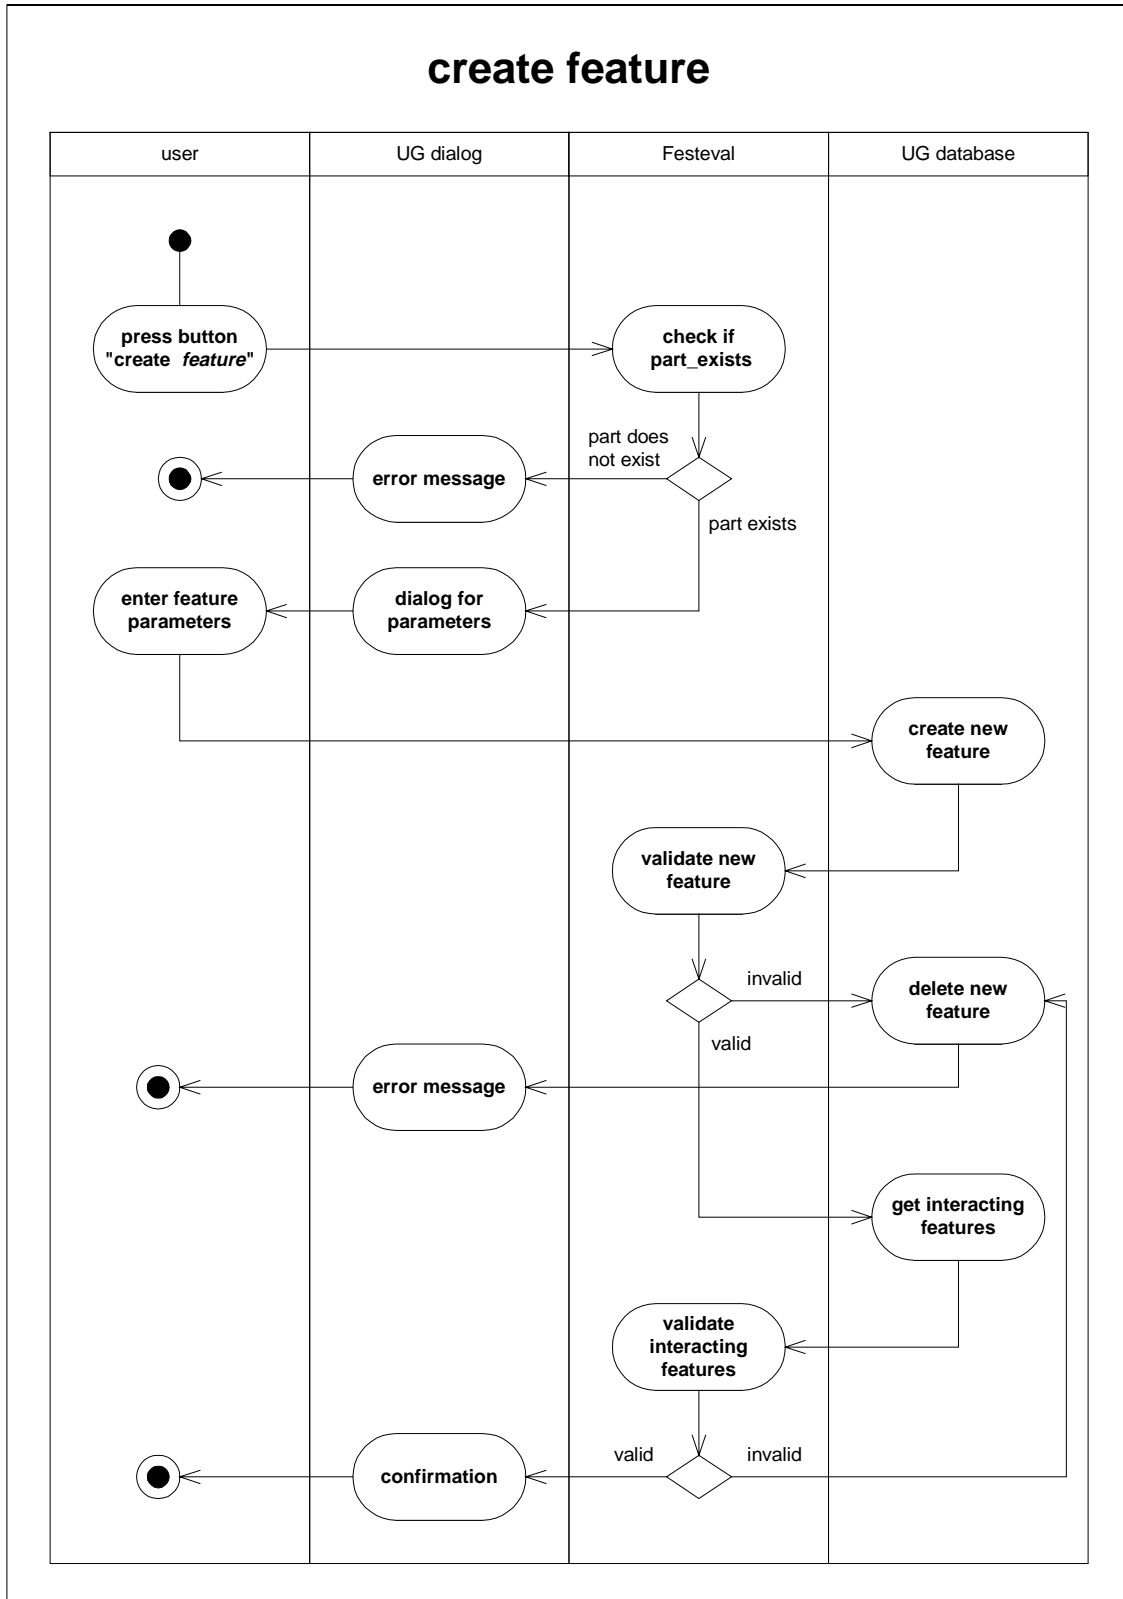 create feature
user
UG dialog
Festeval
UG database
press button
"create feature"
check if
part_exists
part does
not exist
error message
part exists
enter feature
parameters
dialog for
parameters
create new
feature
validate new
feature
invalid
delete new
feature
valid
error message
get interacting
features
validate
interacting
features
valid
invalid
confirmation